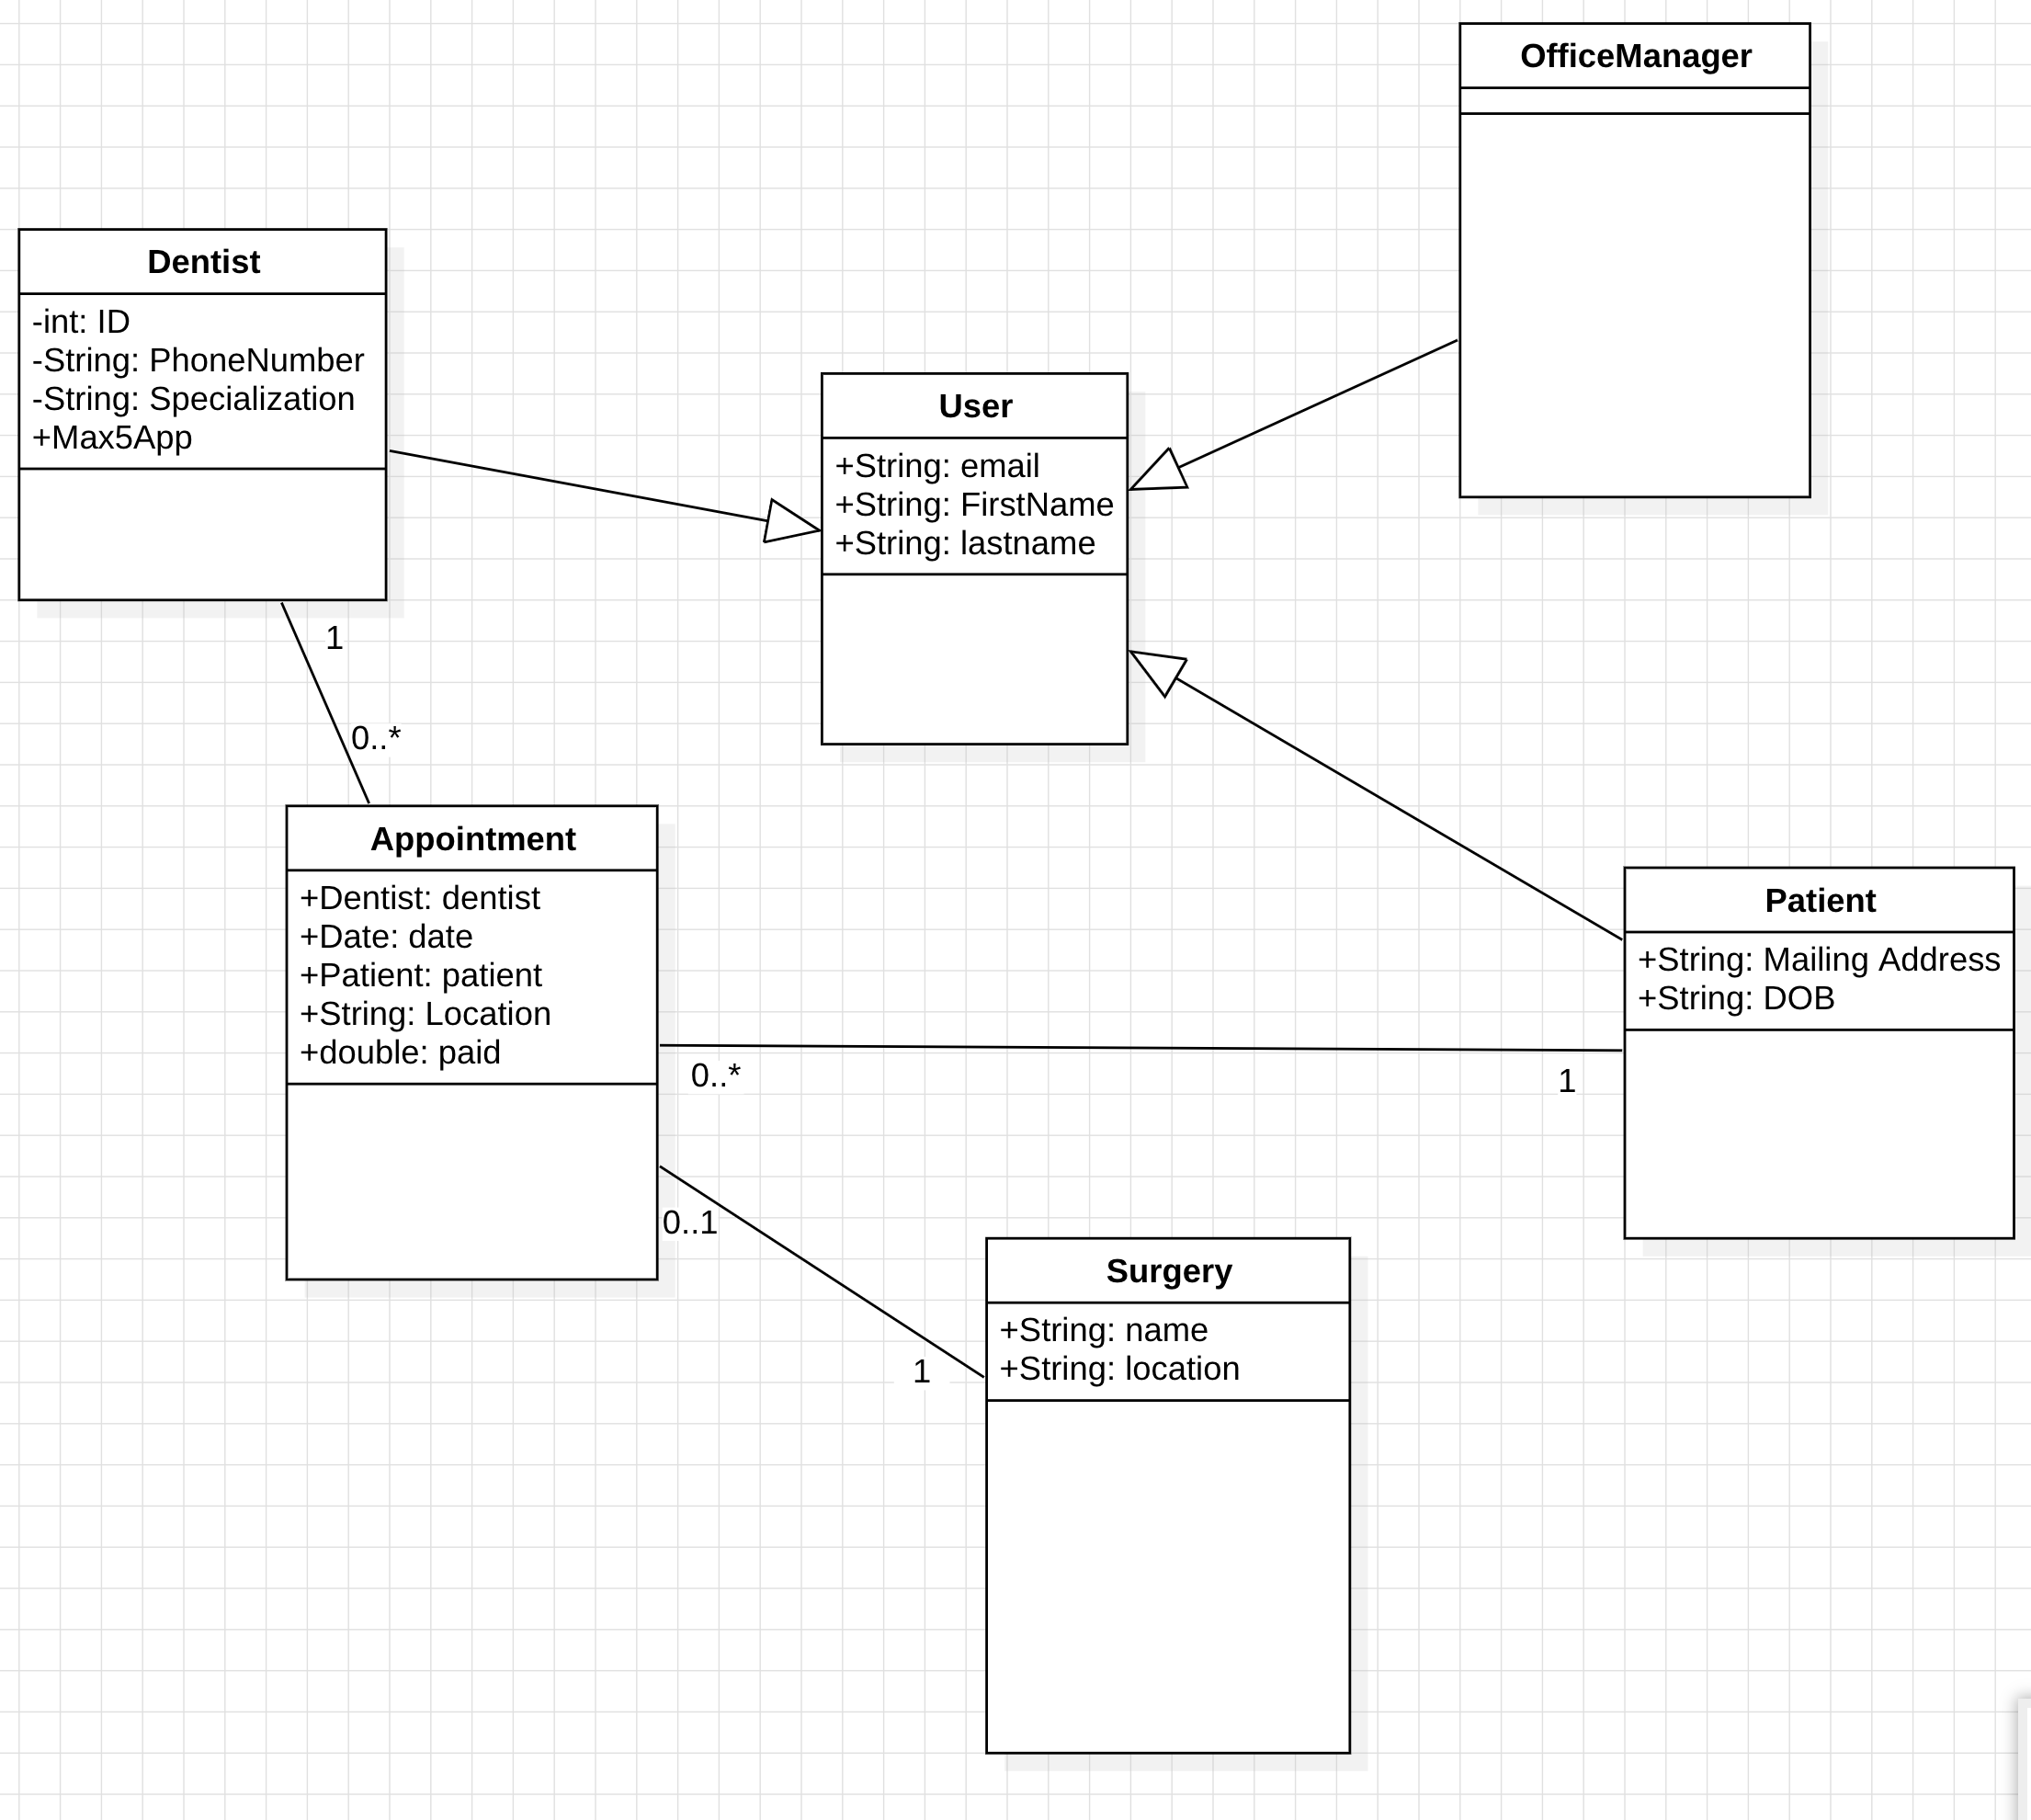 OfficeManager
Dentist
-int: ID
-String: PhoneNumber
-String: Specialization
+Max5App
User
+String: email
+String: FirstName
+String: lastname
1
0..*
Appointment
+Dentist: dentist
+Date: date
+Patient: patient
+String: Location
+double: paid
Patient
+String: Mailing Address
+String: DOB
0..*
1
0..1
1
Surgery
+String: name
+String: location